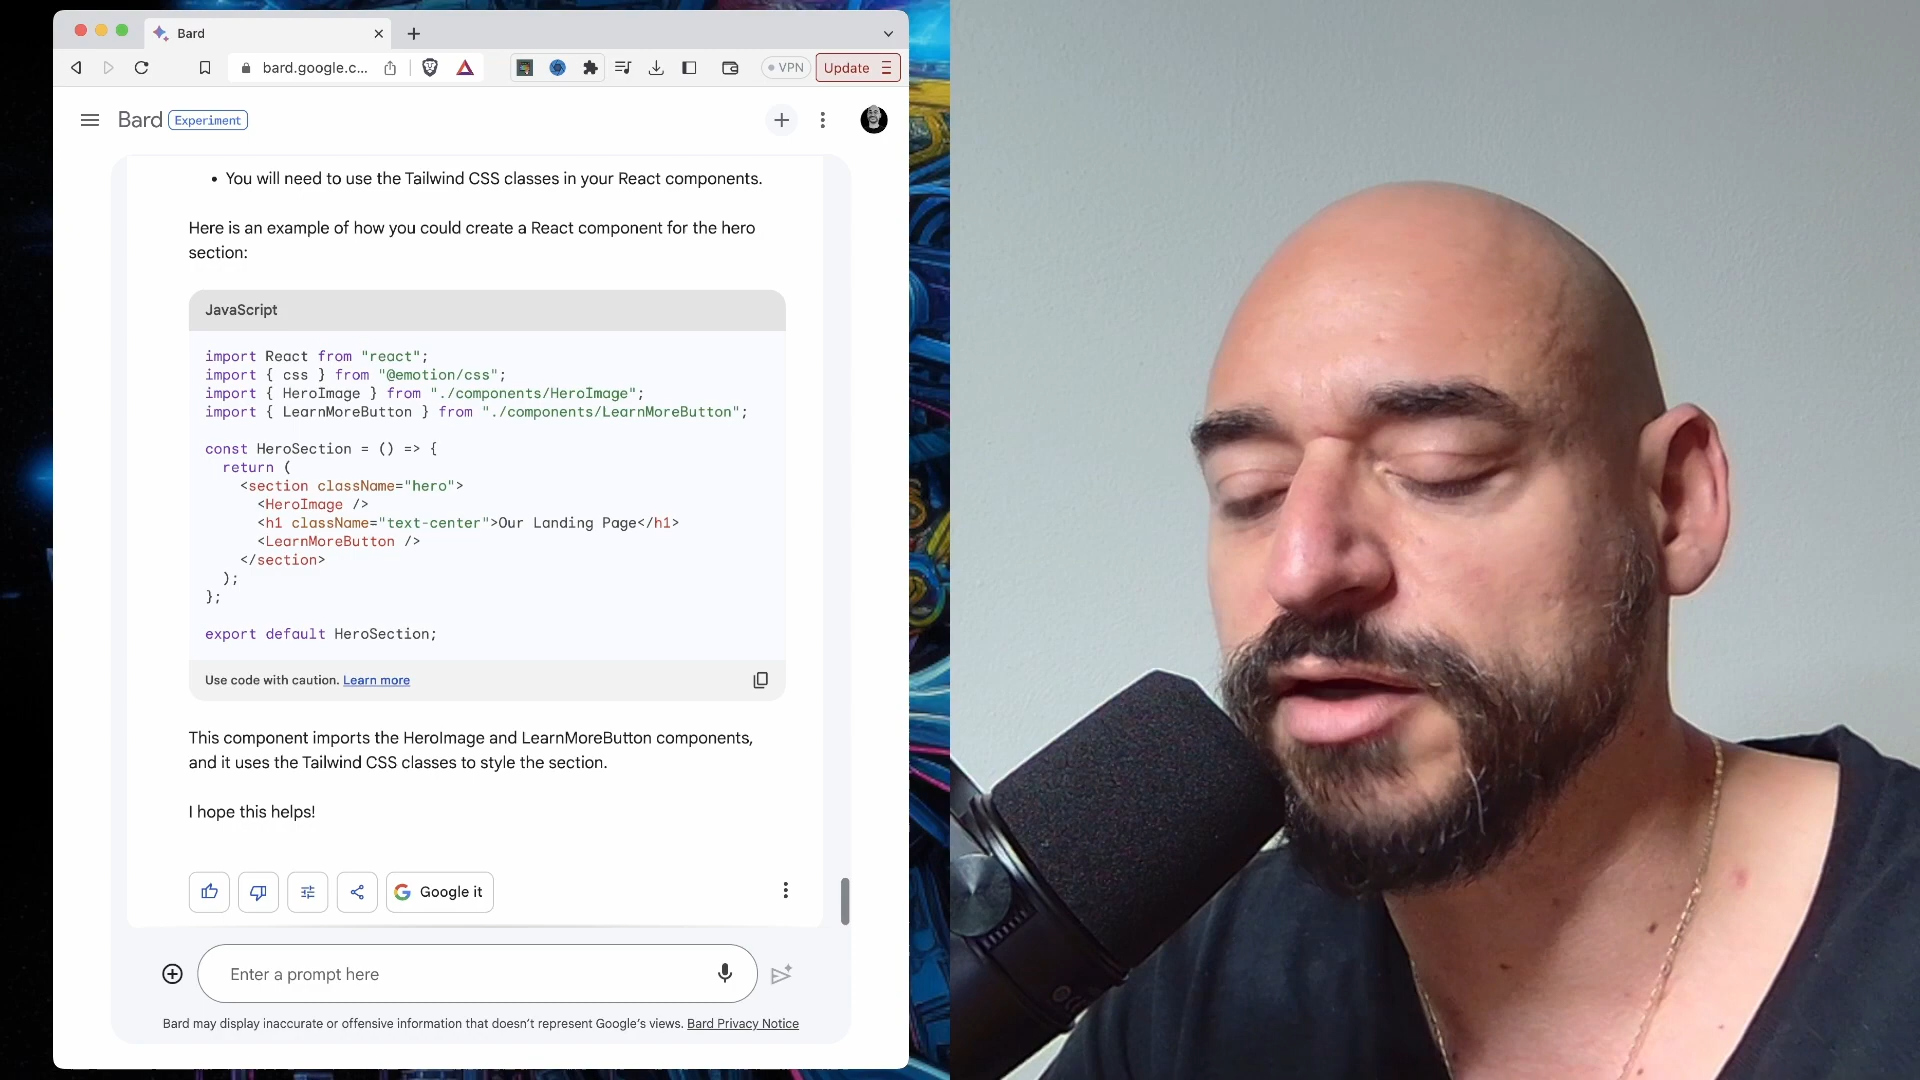 Bard
bard.google.c...
VPN
Update
Bard
Experiment
• You will need to use the Tailwind CSS classes in your React components.
Here is an example of how you could create a React component for the hero
section:
JavaScript
import React from "react";
import { css } from "@emotion/css";
import { HeroImage } from "./components/HeroImage";
import { LearnMoreButton } from "./components/LearnMoreButton";
const HeroSection = () => {
return (
<section className="hero">
<HeroImage />
<h1 className="text-center">Our Landing Page</h1>
<LearnMoreButton />
</section>
);
};
export default HeroSection;
Use code with caution. Learn more
This component imports the HeroImage and LearnMoreButton components,
and it uses the Tailwind CSS classes to style the section.
I hope this helps!
Google it
Enter a prompt here
Bard may display inaccurate or offensive information that doesn't represent Google's views. Bard Privacy Notice